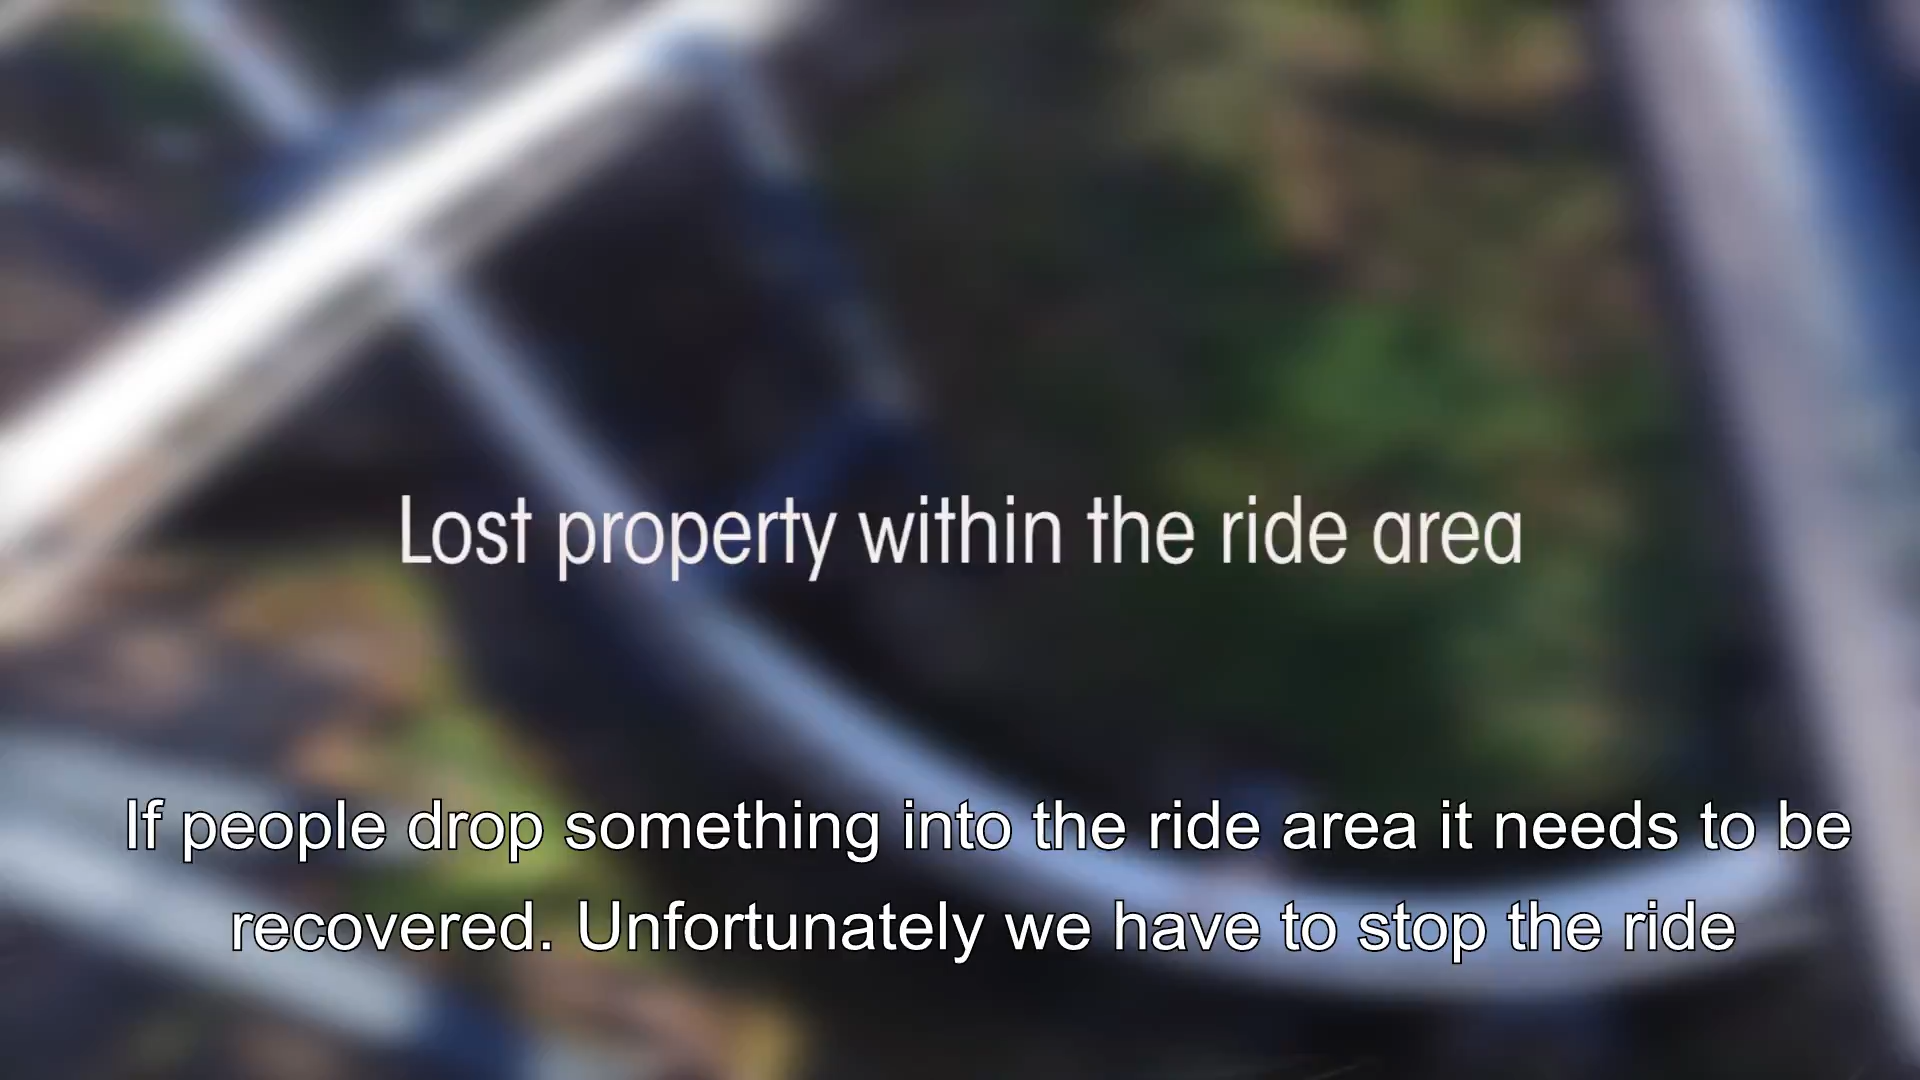 Lost property within the ride area
If people drop something into the ride area it needs to be
recovered. Unfortunately we have to stop the ride